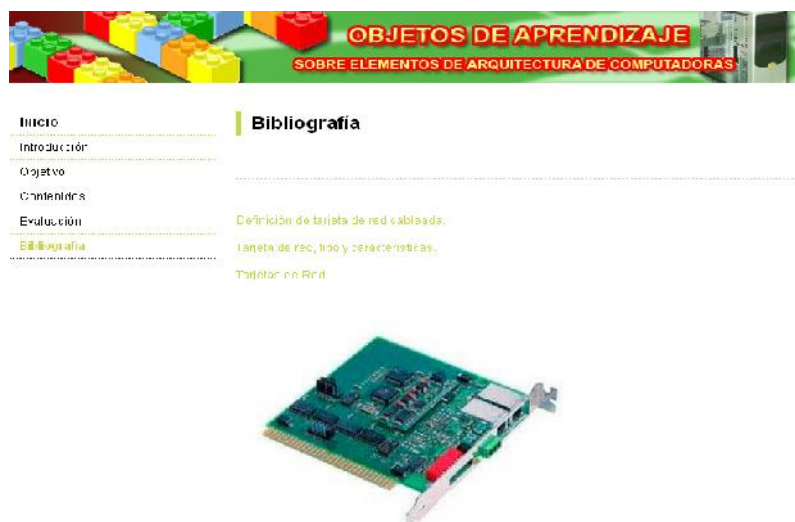 OBJETOS DE APRENDIZAJE
SOBRE ELEMENTOS DE ARQUITECTURA DE COMPUTADORAS
Inicio
Introducción
Objetivo
Contenidos
Evaluación
Bibliografía
Bibliografía
Definición de tarjeta de red cableada.
Tarjeta de red, tipo y características.
Tarjetas de Red